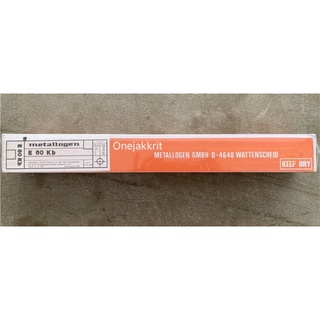 metallogen
E 60 Kb
Onejakkrit
METALLOGEN GMBH·D-4640 WATTENSCHEID
KEEP DRY